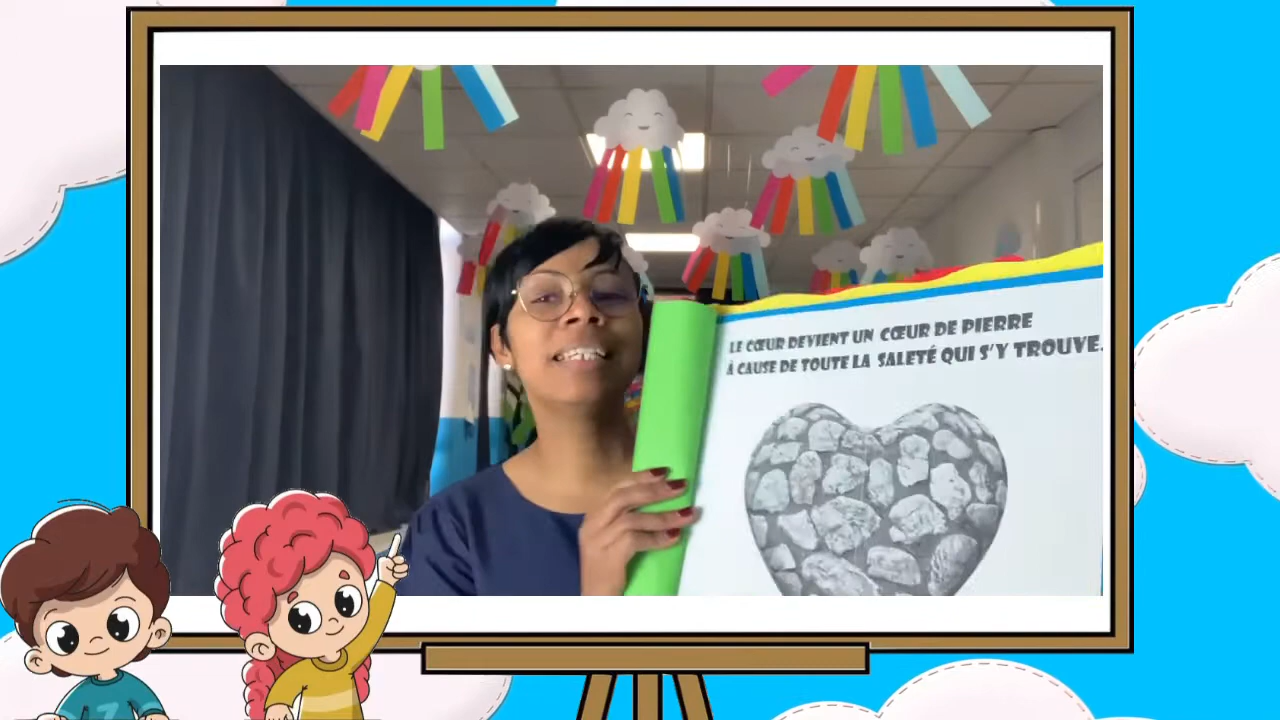 LE CŒUR DEVIENT UN CŒUR DE PIERRE
À CAUSE DE TOUTE LA SALETÉ QUI S'Y TROUVE.